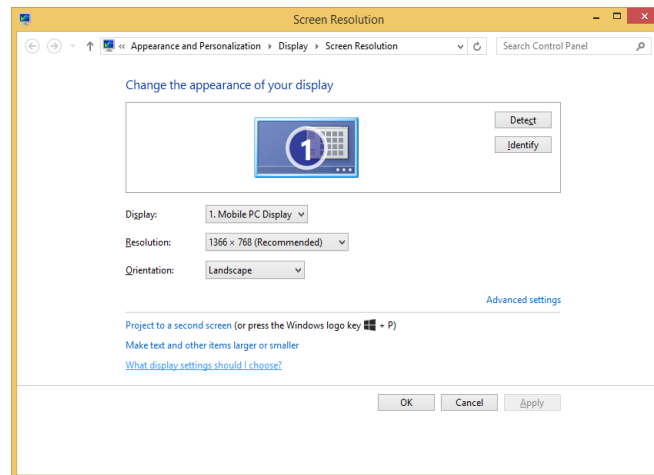 Screen Resolution
« Appearance and Personalization ▸ Display ▸ Screen Resolution
Search Control Panel
Change the appearance of your display
1
Detect
Identify
Display: 1. Mobile PC Display
Resolution: 1366 × 768 (Recommended)
Orientation: Landscape
Advanced settings
Project to a second screen (or press the Windows logo key + P)
Make text and other items larger or smaller
What display settings should I choose?
OK Cancel Apply